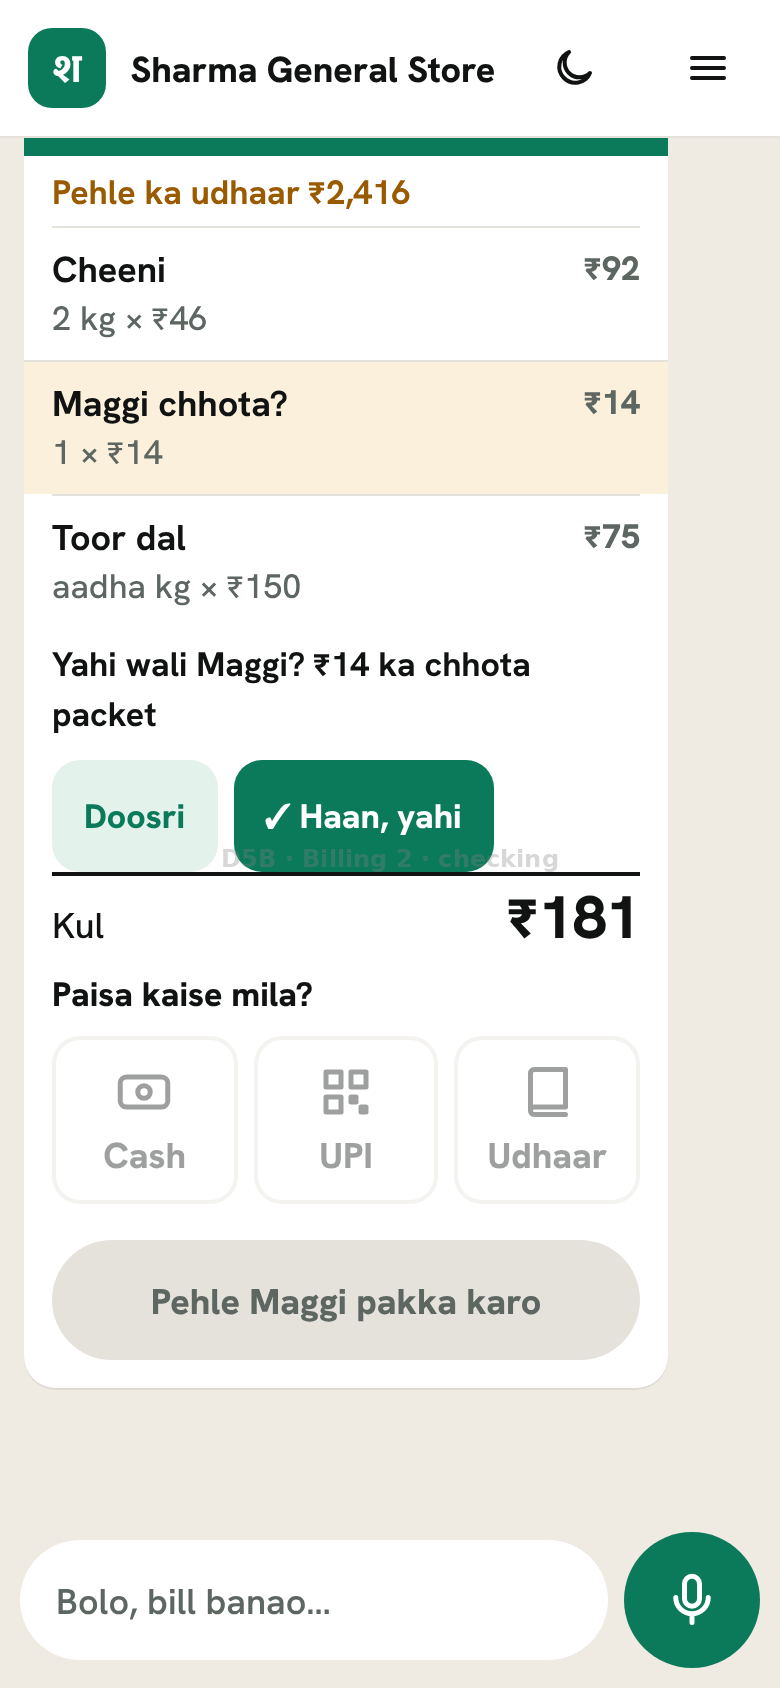 श Sharma General Store
Pehle ka udhaar ₹2,416
Cheeni ₹92
2 kg × ₹46
Maggi chhota? ₹14
1 × ₹14
Toor dal ₹75
aadha kg × ₹150
Yahi wali Maggi? ₹14 ka chhota
packet
Doosri ✓ Haan, yahi
D5B · Billing 2 · checking
Kul ₹181
Paisa kaise mila?
Cash UPI Udhaar
Pehle Maggi pakka karo
Bolo, bill banao...